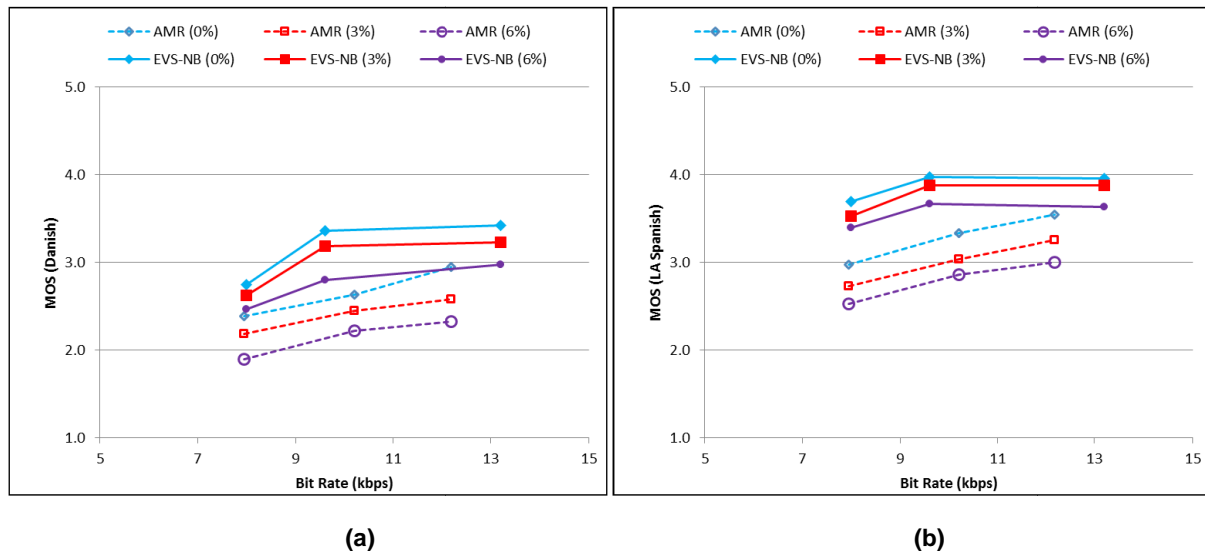 AMR (0%) AMR (3%) AMR (6%)
EVS-NB (0%) EVS-NB (3%) EVS-NB (6%)
5.0
4.0
3.0
2.0
1.0
MOS (Danish)
5 7 9 11 13 15
Bit Rate (kbps)
(a)
AMR (0%) AMR (3%) AMR (6%)
EVS-NB (0%) EVS-NB (3%) EVS-NB (6%)
5.0
4.0
3.0
2.0
1.0
MOS (LA Spanish)
5 7 9 11 13 15
Bit Rate (kbps)
(b)